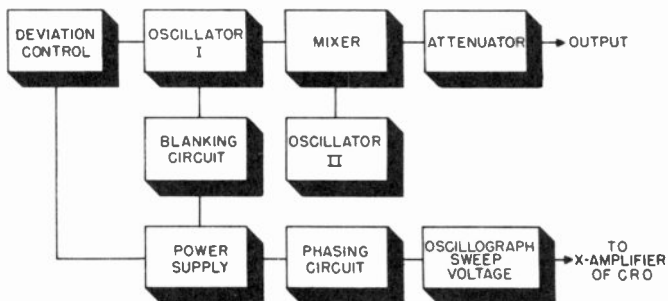 DEVIATION
CONTROL
OSCILLATOR
I
MIXER
ATTENUATOR
OUTPUT
BLANKING
CIRCUIT
OSCILLATOR
II
POWER
SUPPLY
PHASING
CIRCUIT
OSCILLOGRAPH
SWEEP
VOLTAGE
TO
X-AMPLIFIER
OF CRO